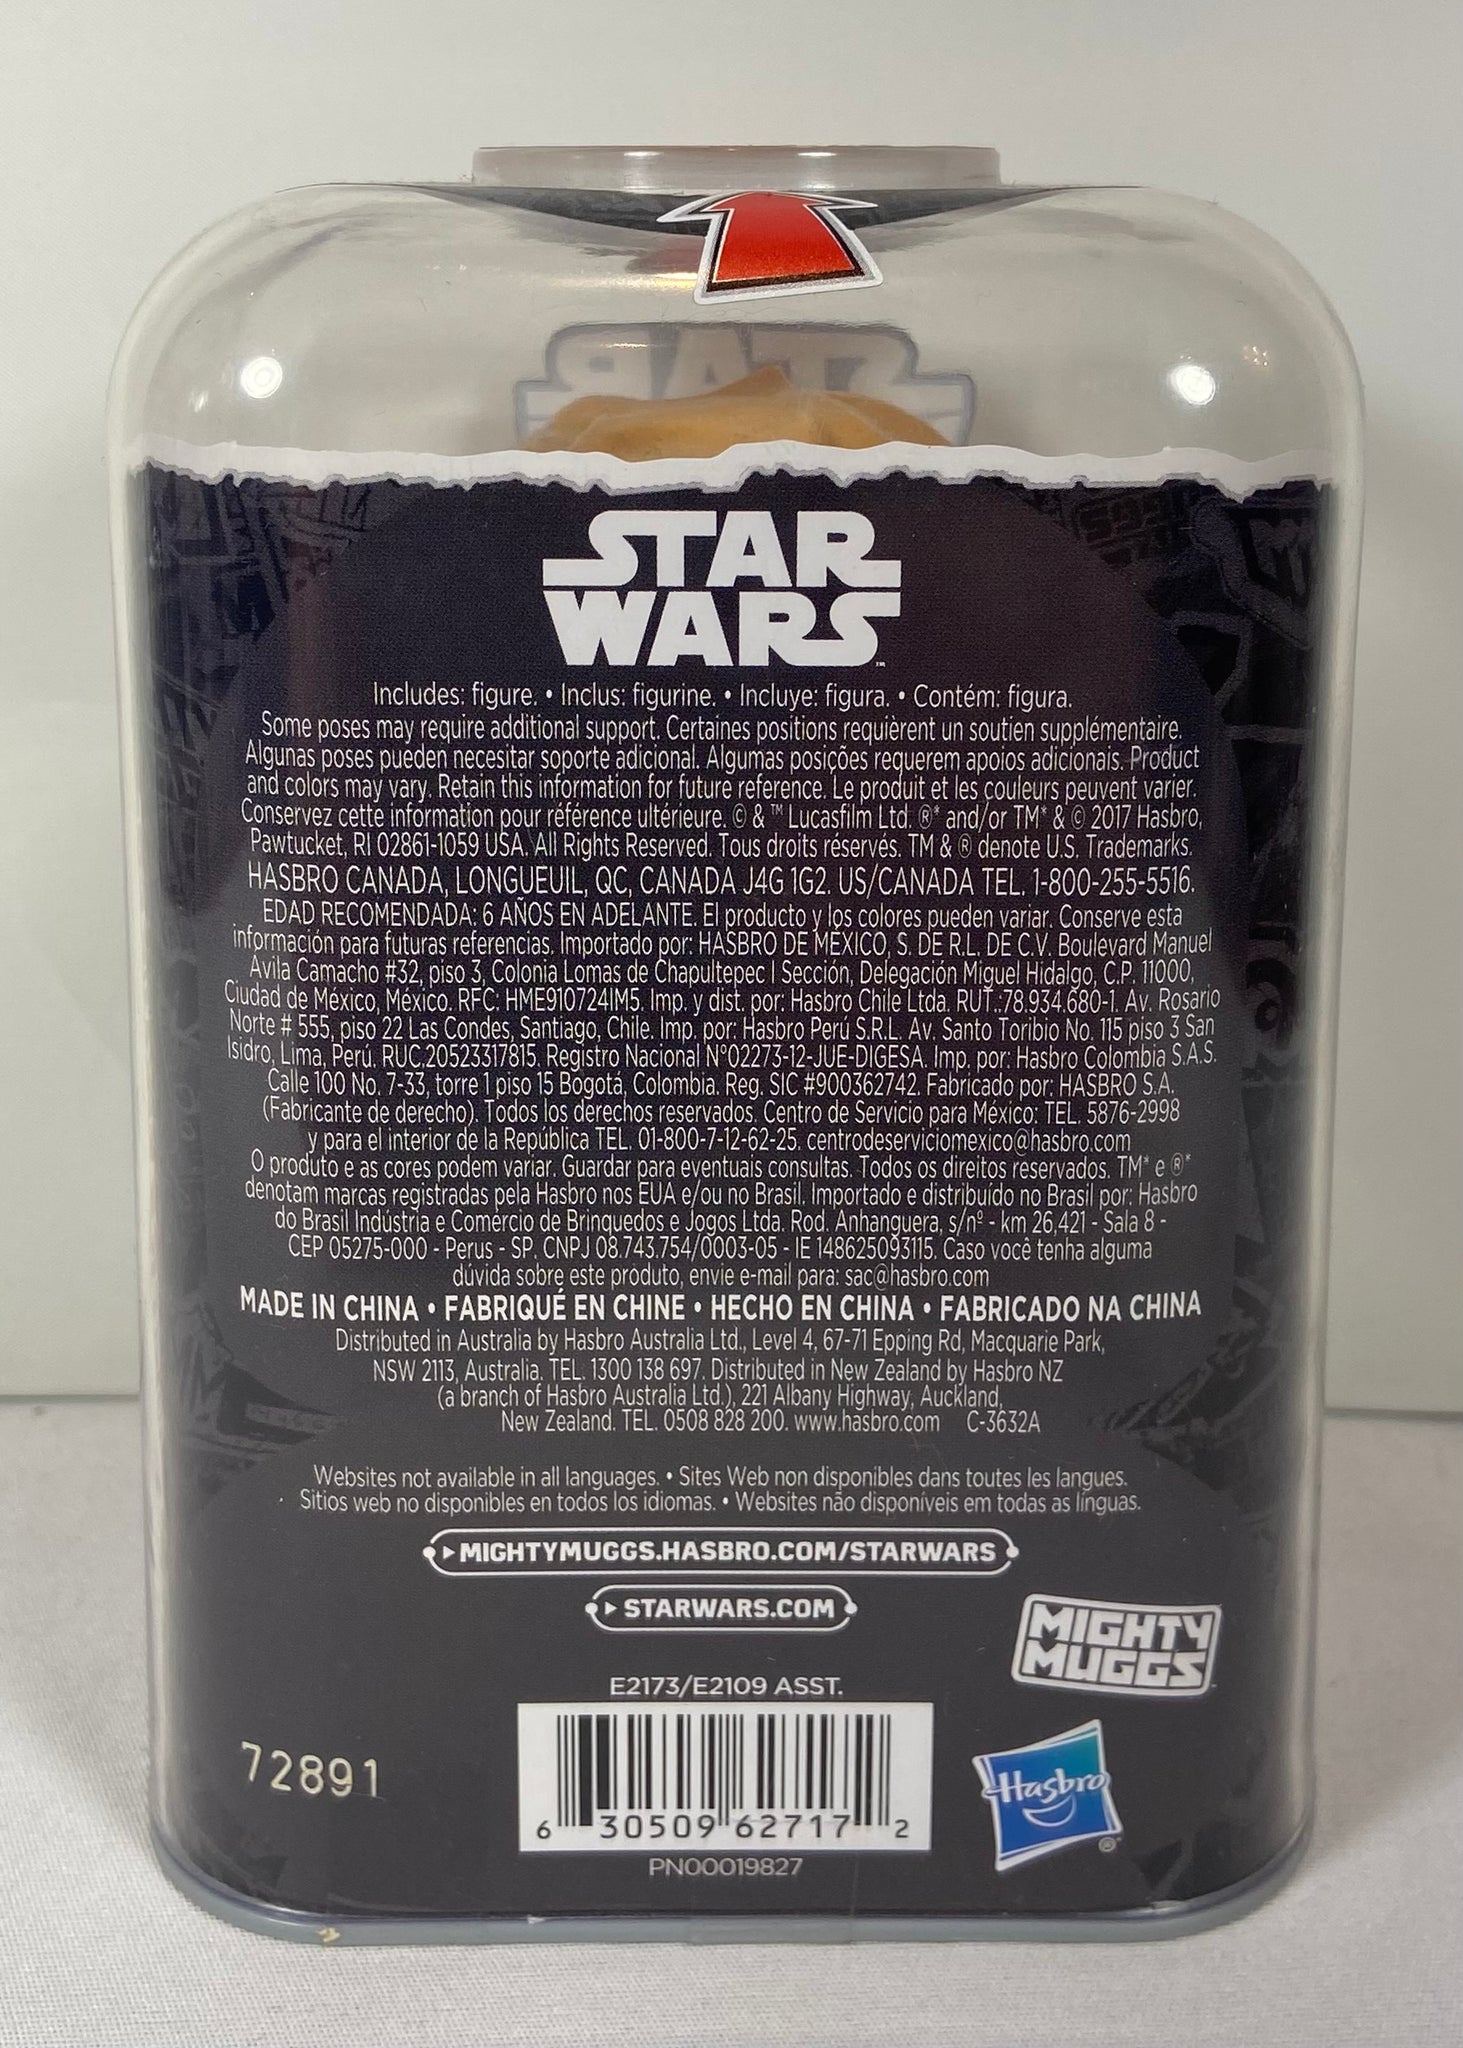 STAR
STAR
WARS™
Includes: figure. • Inclus: figurine. • Incluye: figura. • Contém: figura.
Some poses may require additional support. Certaines positions requièrent un soutien supplémentaire.
Algunas poses pueden necesitar soporte adicional. Algumas posições requerem apoios adicionais. Product
and colors may vary. Retain this information for future reference. Le produit et les couleurs peuvent varier.
Conservez cette information pour référence ultérieure. © & ™ Lucasfilm Ltd. ®* and/or TM* & © 2017 Hasbro,
Pawtucket, RI 02861-1059 USA. All Rights Reserved. Tous droits réservés. TM & ® denote U.S. Trademarks.
HASBRO CANADA, LONGUEUIL, QC, CANADA J4G 1G2. US/CANADA TEL. 1-800-255-5516.
EDAD RECOMENDADA: 6 AÑOS EN ADELANTE. El producto y los colores pueden variar. Conserve esta
información para futuras referencias. Importado por: HASBRO DE MÉXICO, S. DE R.L. DE C.V. Boulevard Manuel
Avila Camacho #32, piso 3, Colonia Lomas de Chapultepec I Sección, Delegación Miguel Hidalgo, C.P. 11000,
Ciudad de México, México. RFC: HME910724IM5. Imp. y dist. por: Hasbro Chile Ltda. RUT.:78.934.680-1. Av. Rosario
Norte # 555, piso 22 Las Condes, Santiago, Chile. Imp. por: Hasbro Perú S.R.L. Av. Santo Toribio No. 115 piso 3 San
Isidro, Lima, Perú. RUC.20523317815. Registro Nacional N°02273-12-JUE-DIGESA. Imp. por: Hasbro Colombia S.A.S.
Calle 100 No. 7-33, torre 1 piso 15 Bogotá, Colombia. Reg. SIC #900362742. Fabricado por: HASBRO S.A.
(Fabricante de derecho). Todos los derechos reservados. Centro de Servicio para México: TEL. 5876-2998
y para el interior de la República TEL. 01-800-7-12-62-25. centrodeserviciomexico@hasbro.com
O produto e as cores podem variar. Guardar para eventuais consultas. Todos os direitos reservados. TM* e ®*
denotam marcas registradas pela Hasbro nos EUA e/ou no Brasil. Importado e distribuído no Brasil por: Hasbro
do Brasil Indústria e Comércio de Brinquedos e Jogos Ltda. Rod. Anhanguera, s/nº - km 26,421 - Sala 8 -
CEP 05275-000 - Perus - SP. CNPJ 08.743.754/0003-05 - IE 148625093115. Caso você tenha alguma
dúvida sobre este produto, envie e-mail para: sac@hasbro.com
MADE IN CHINA • FABRIQUÉ EN CHINE • HECHO EN CHINA • FABRICADO NA CHINA
Distributed in Australia by Hasbro Australia Ltd., Level 4, 67-71 Epping Rd, Macquarie Park,
NSW 2113, Australia. TEL. 1300 138 697. Distributed in New Zealand by Hasbro NZ
(a branch of Hasbro Australia Ltd.), 221 Albany Highway, Auckland,
New Zealand. TEL. 0508 828 200. www.hasbro.com C-3632A
Websites not available in all languages. • Sites Web non disponibles dans toutes les langues.
Sitios web no disponibles en todos los idiomas. • Websites não disponíveis em todas as línguas.
MIGHTYMUGGS.HASBRO.COM/STARWARS
STARWARS.COM
MIGHTY
MUGGS
E2173/E2109 ASST.
72891
Hasbro®
6 30509 62717 2
PN00019827